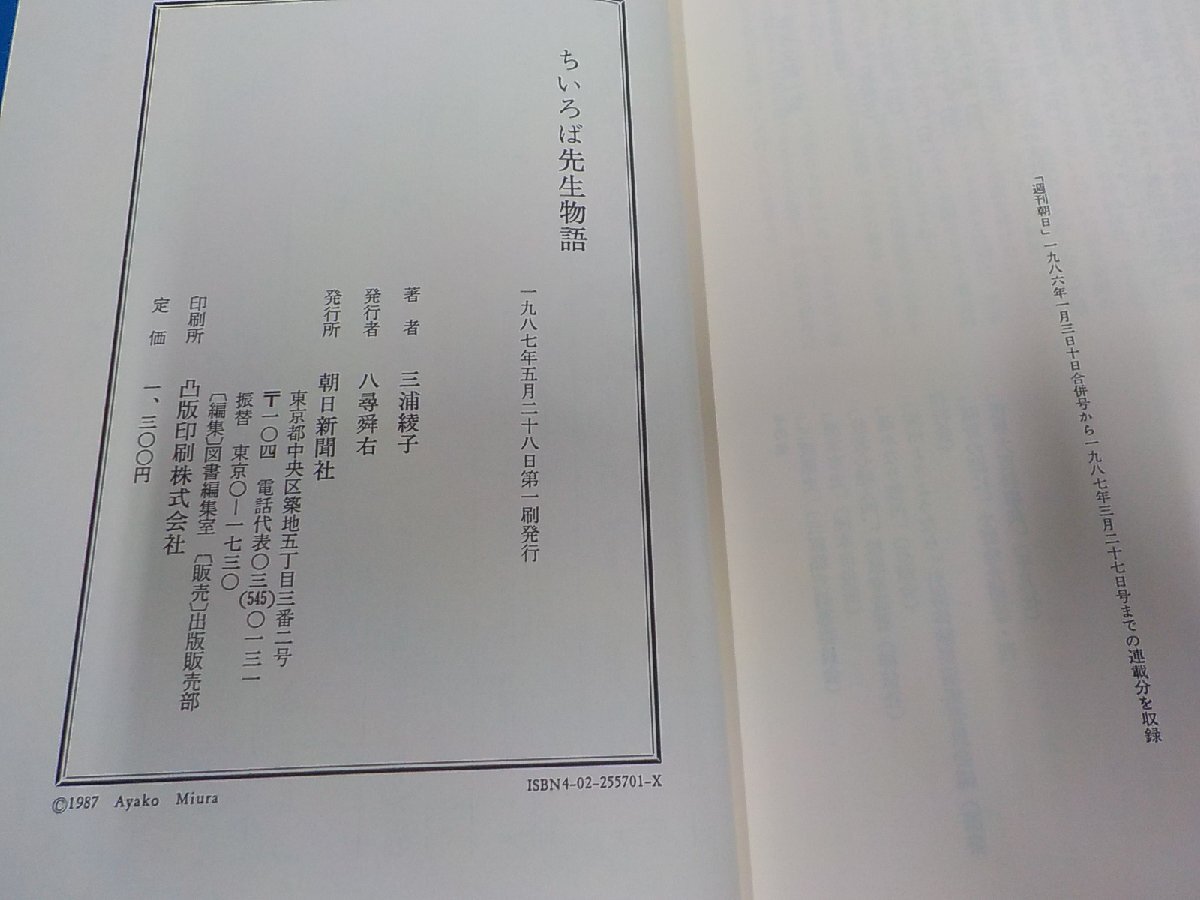 「週刊朝日」一九八六年一月三日十日合併号から一九八七年三月二十七日号までの連載分を収録
ちいろば先生物語
一九八七年五月二十八日第一刷発行
著者 三浦綾子
発行者 八尋舜右
発行所 朝日新聞社
東京都中央区築地五丁目三番二号
〒一〇四 電話代表〇三(545)〇一三一
振替 東京〇―一七三〇
〔編集〕図書編集室 〔販売〕出版販売部
印刷所 凸版印刷株式会社
定価 一、三〇〇円
ISBN4-02-255701-X
©1987 Ayako Miura